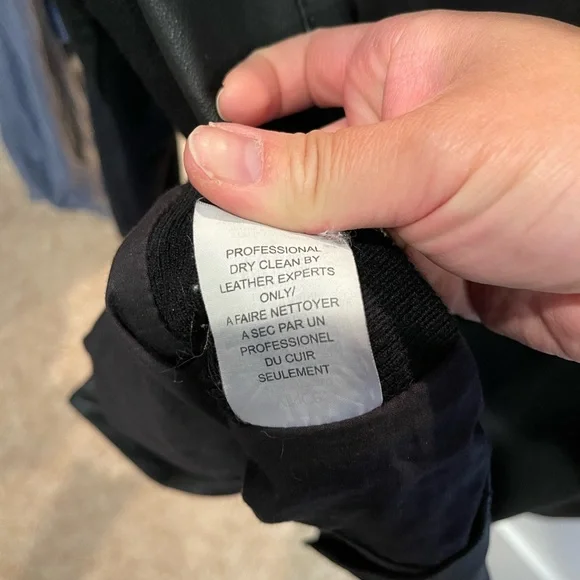 PROFESSIONAL
DRY CLEAN BY
LEATHER EXPERTS
ONLY/
A FAIRE NETTOYER
A SEC PAR UN
PROFESSIONEL
DU CUIR
SEULEMENT